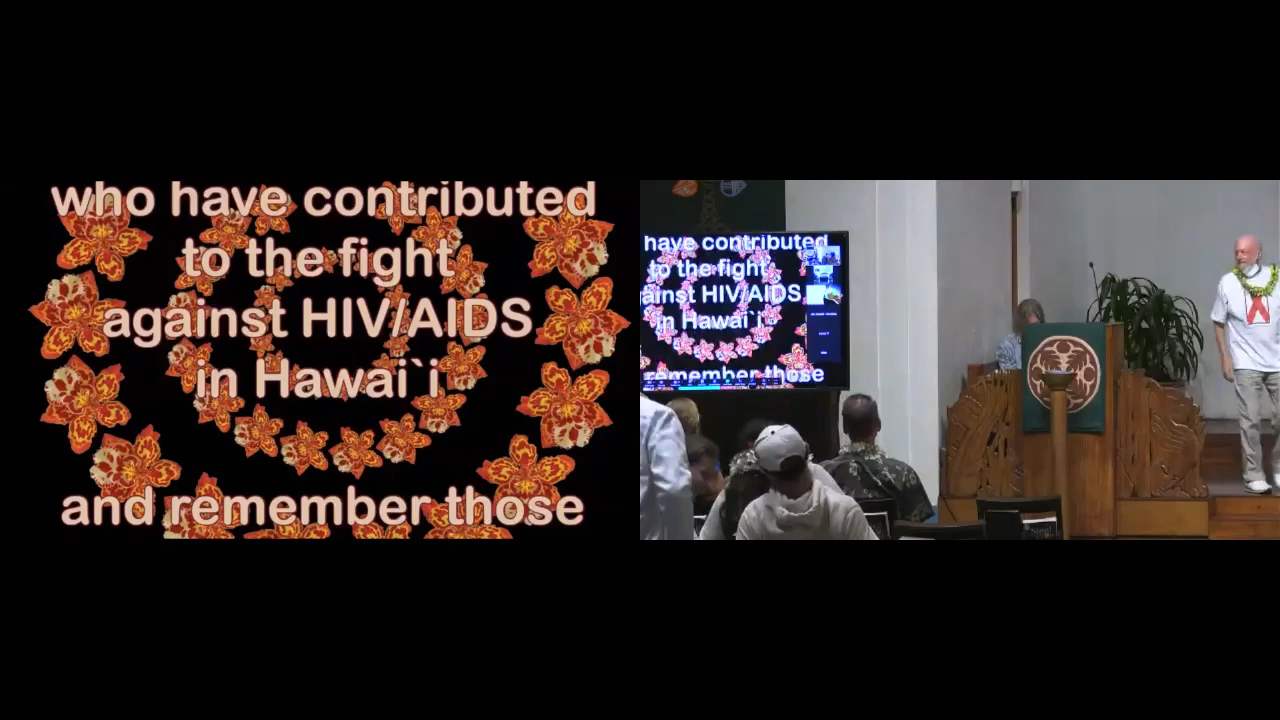 who have contributed
to the fight
against HIV/AIDS
in Hawai`i
and remember those
have contributed
to the fight
ainst HIV/AIDS
in Hawai`i
remember those